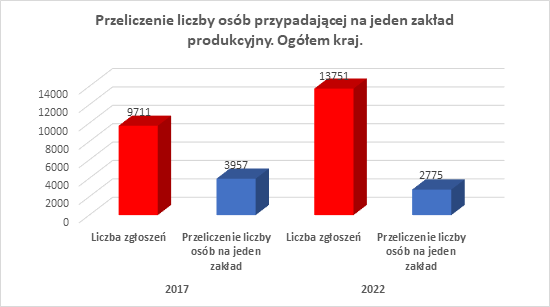 Przeliczenie liczby osób przypadającej na jeden zakład
produkcyjny. Ogółem kraj.
14000
12000
10000
8000
6000
4000
2000
0
9711
3957
13751
2775
Liczba zgłoszeń
Przeliczenie liczby
osób na jeden
zakład
Liczba zgłoszeń
Przeliczenie liczby
osób na jeden
zakład
2017
2022